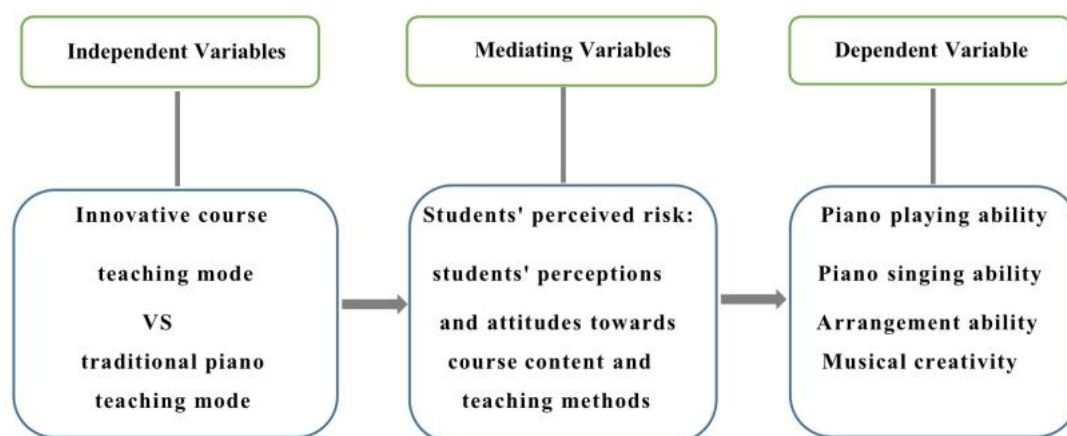 Independent Variables
Mediating Variables
Dependent Variable
Innovative course
teaching mode
VS
traditional piano
teaching mode
Students' perceived risk:
students' perceptions
and attitudes towards
course content and
teaching methods
Piano playing ability
Piano singing ability
Arrangement ability
Musical creativity